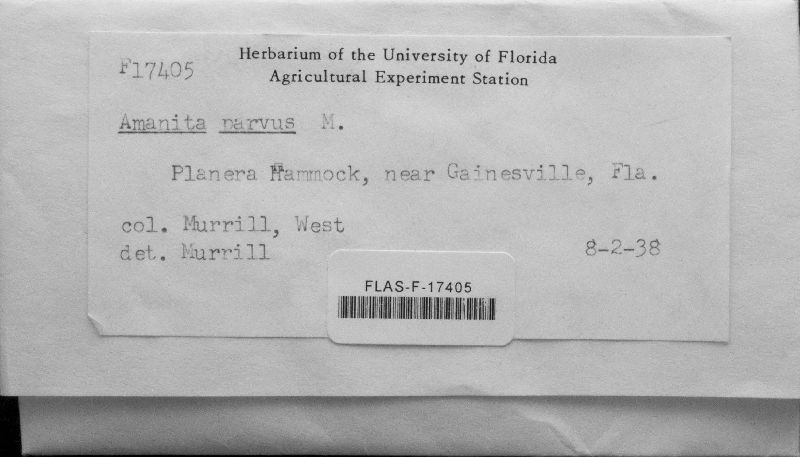 Herbarium of the University of Florida
Agricultural Experiment Station
F17405
Amanita parvus M.
Planera Hammock, near Gainesville, Fla.
col. Murrill, West
det. Murrill
8-2-38
FLAS-F-17405